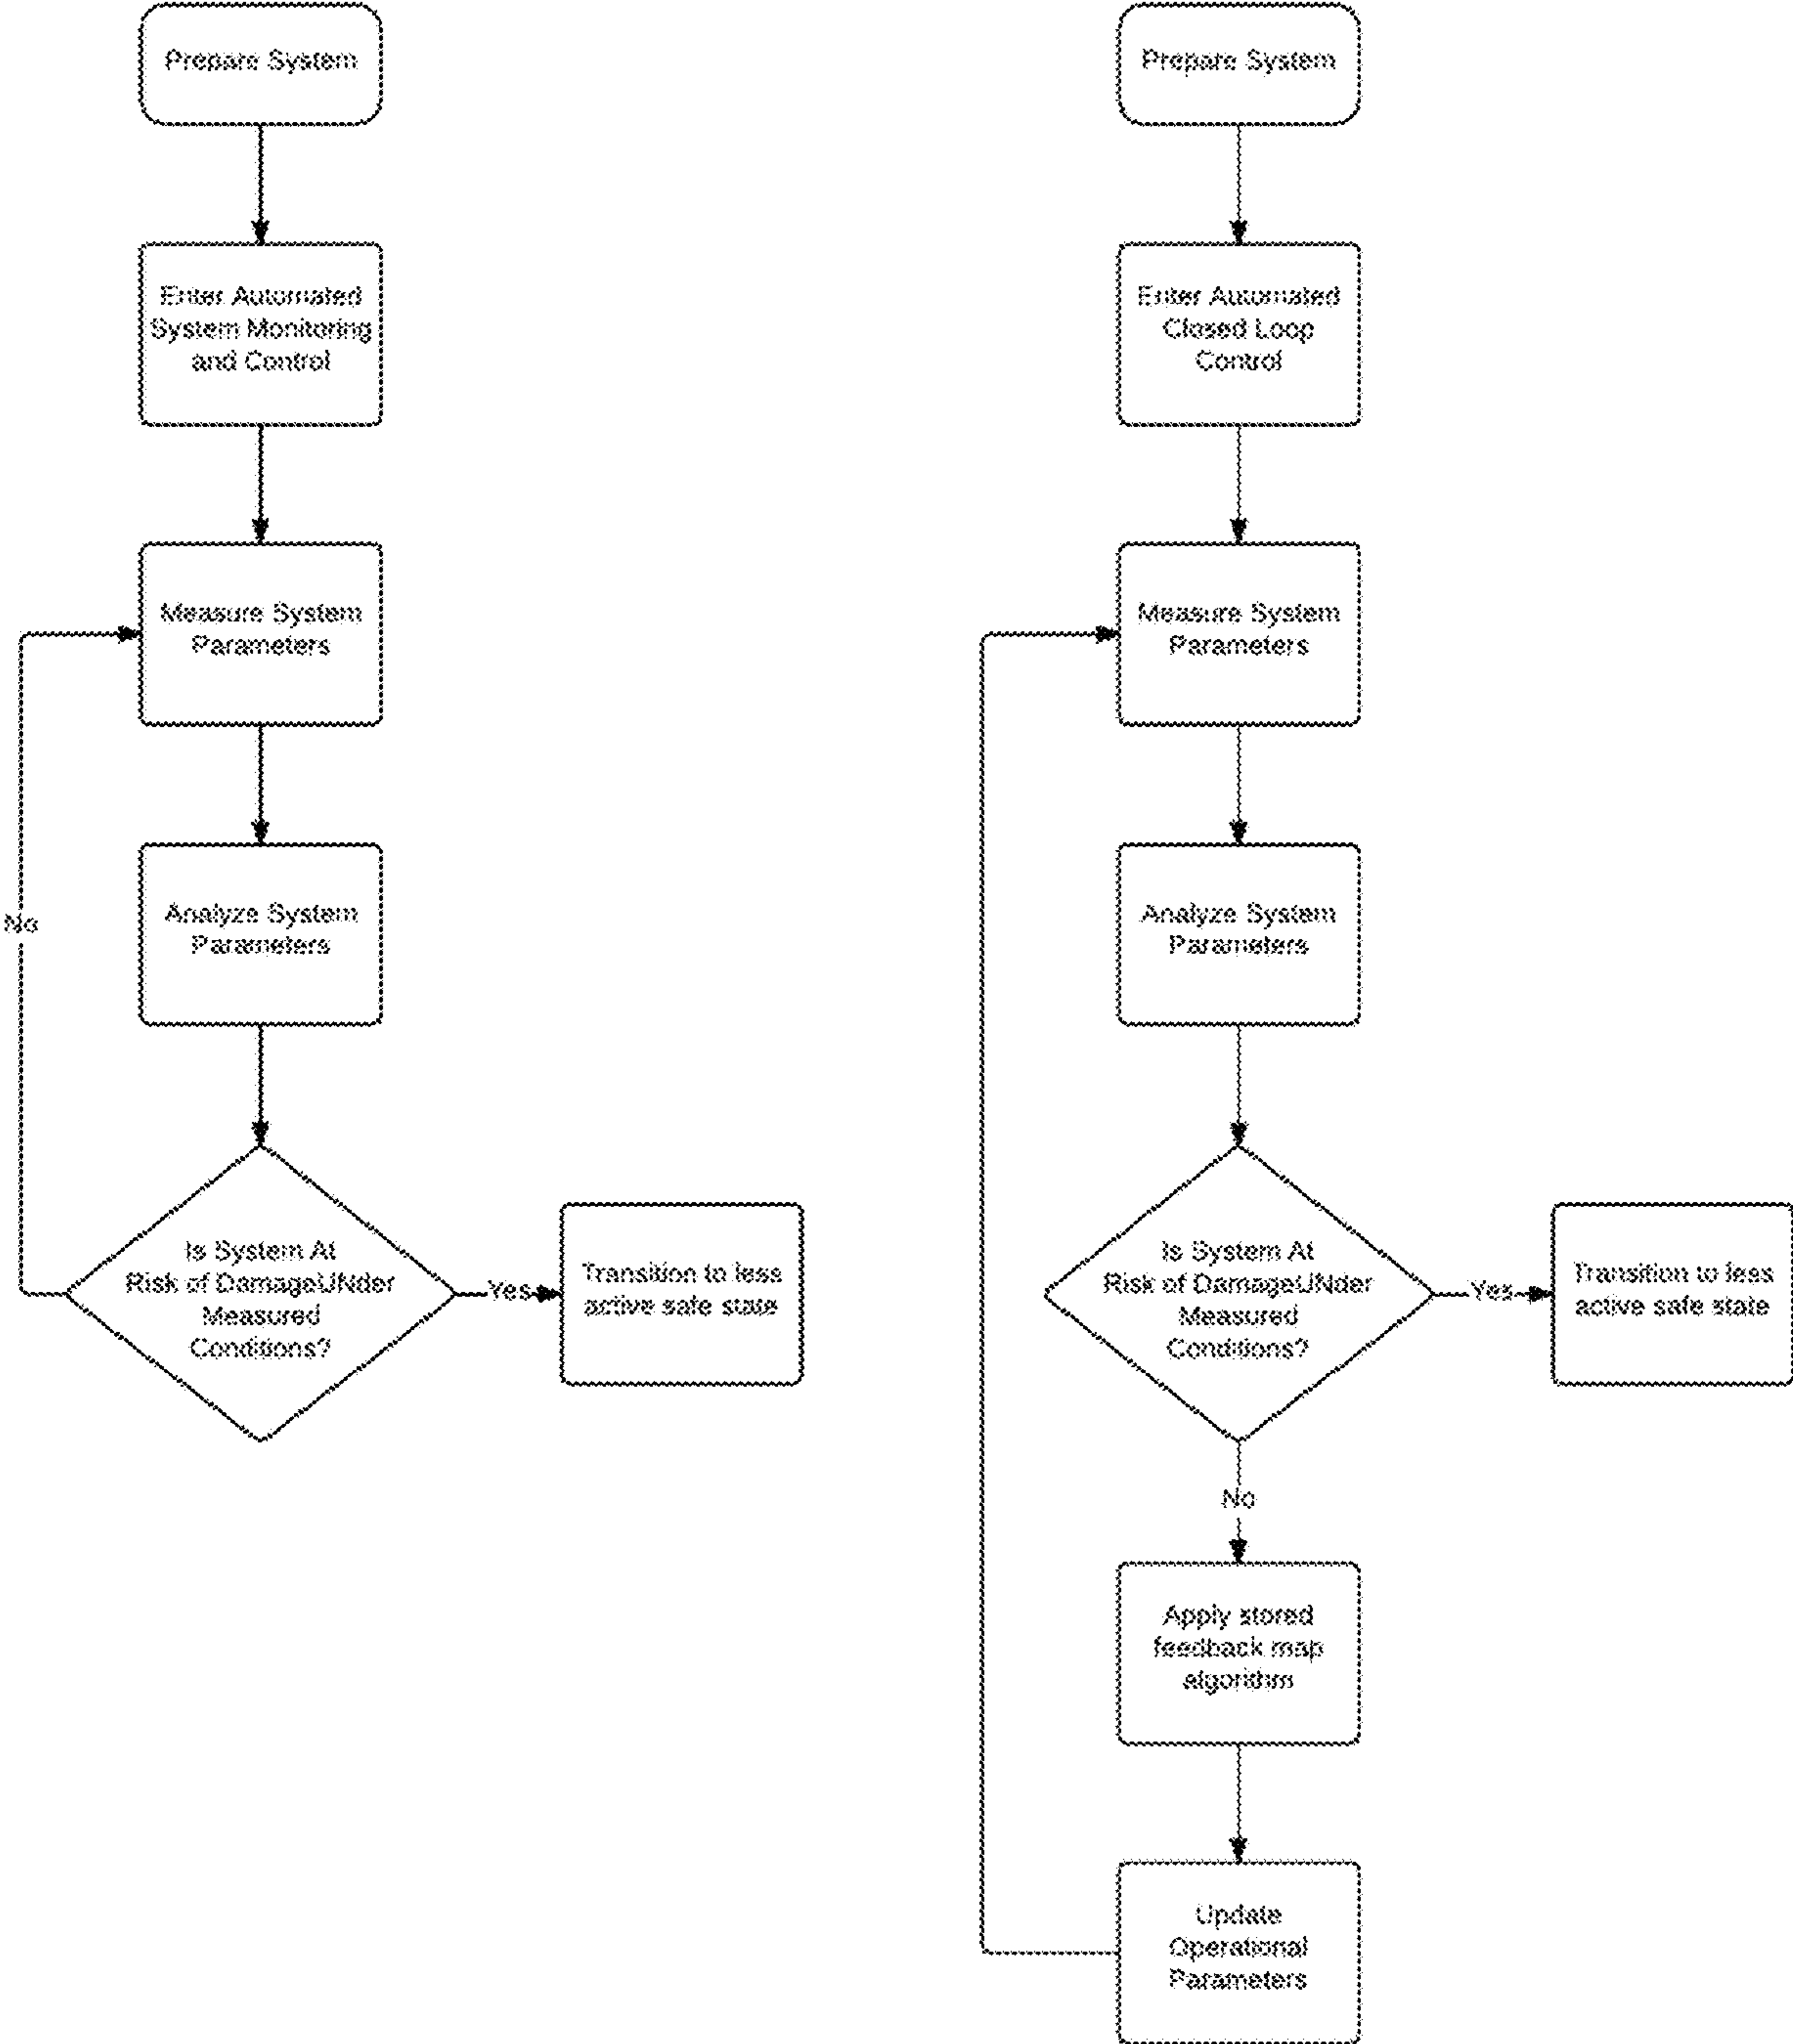 Prepare System
Enter Automated
System Monitoring
and Control
Measure System
Parameters
No
Analyze System
Parameters
Is System At
Risk of DamageUNder
Measured
Conditions?
Yes
Transition to less
active safe state
Prepare System
Enter Automated
Closed Loop
Control
Measure System
Parameters
Analyze System
Parameters
Is System At
Risk of DamageUNder
Measured
Conditions?
Yes
Transition to less
active safe state
No
Apply stored
feedback map
algorithm
Update
Operational
Parameters